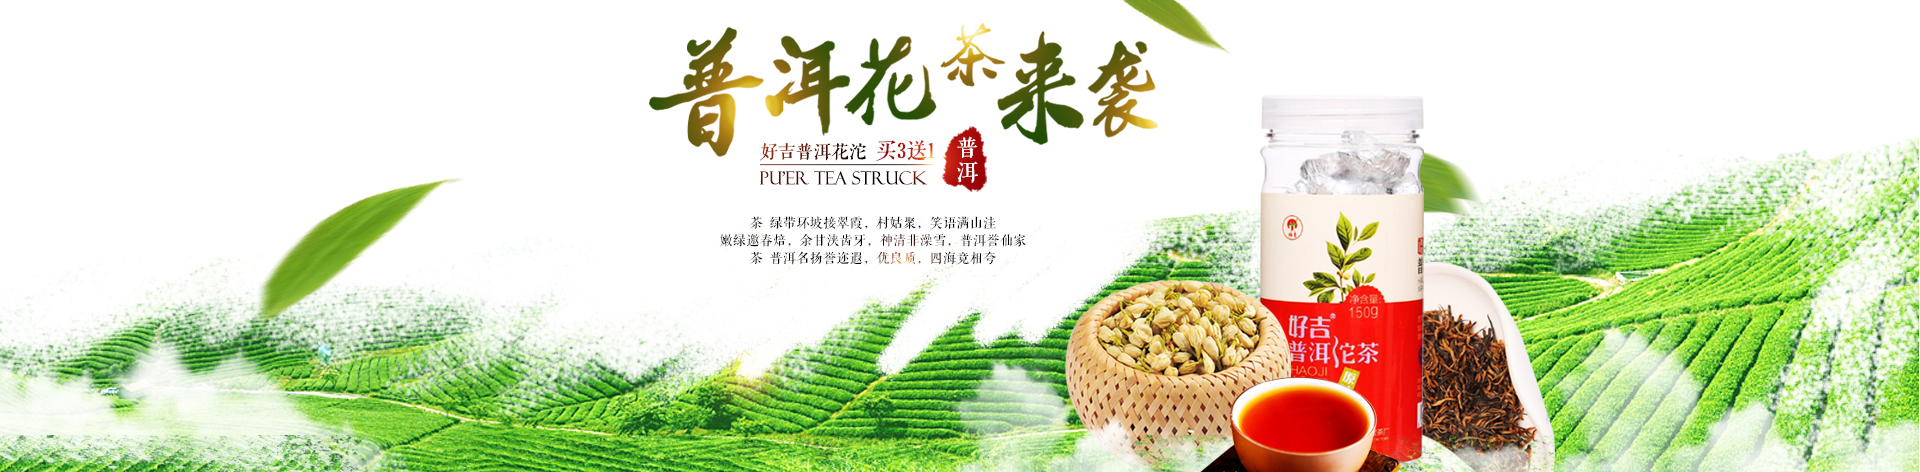 普洱花茶来袭
好吉普洱花沱 买3送1
普洱
PU'ER TEA STRUCK
茶 绿带环坡接翠霞，村姑聚，笑语满山洼
嫩绿邀春焙，余甘浃齿牙，神清非澡雪，普洱誉仙家
茶 普洱名扬誉迩遐，优良质，四海竞相夸
净含量:
150g
好吉®
普洱沱茶
HAOJI